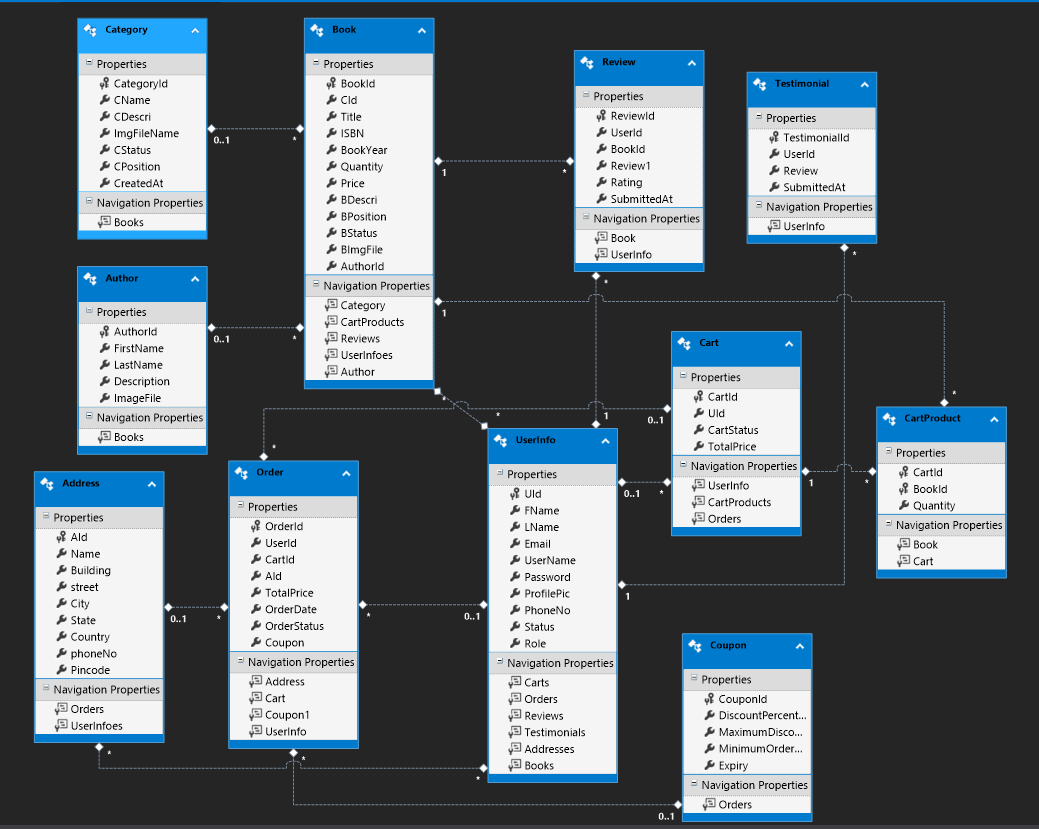 Category
Properties
CategoryId
CName
CDescri
ImgFileName
CStatus
CPosition
CreatedAt
Navigation Properties
Books
0..1
*
Book
Properties
BookId
CId
Title
ISBN
BookYear
Quantity
Price
BDescri
BPosition
BStatus
BImgFile
AuthorId
Navigation Properties
Category
CartProducts
Reviews
UserInfoes
Author
1
*
Review
Properties
ReviewId
UserId
BookId
Review1
Rating
SubmittedAt
Navigation Properties
Book
UserInfo
*
Testimonial
Properties
TestimonialId
UserId
Review
SubmittedAt
Navigation Properties
UserInfo
*
Author
Properties
AuthorId
FirstName
LastName
Description
ImageFile
Navigation Properties
Books
0..1
*
1
*
*
*
1
Cart
Properties
CartId
UId
CartStatus
TotalPrice
Navigation Properties
UserInfo
CartProducts
Orders
0..1
*
1
*
CartProduct
Properties
CartId
BookId
Quantity
Navigation Properties
Book
Cart
Address
Properties
AId
Name
Building
street
City
State
Country
phoneNo
Pincode
Navigation Properties
Orders
UserInfoes
0..1
*
*
*
Order
Properties
OrderId
UserId
CartId
AId
TotalPrice
OrderDate
OrderStatus
Coupon
Navigation Properties
Address
Cart
Coupon1
UserInfo
*
0..1
*
UserInfo
Properties
UId
FName
LName
Email
UserName
Password
ProfilePic
PhoneNo
Status
Role
Navigation Properties
Carts
Orders
Reviews
Testimonials
Addresses
Books
0..1
1
*
Coupon
Properties
CouponId
DiscountPercent...
MaximumDisco...
MinimumOrder...
Expiry
Navigation Properties
Orders
0..1